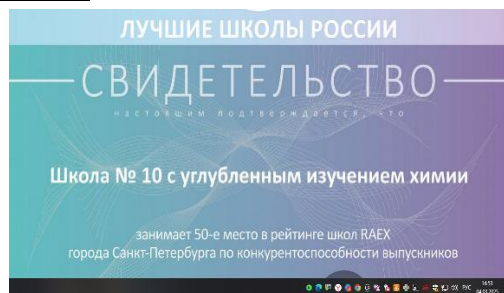 ЛУЧШИЕ ШКОЛЫ РОССИИ
СВИДЕТЕЛЬСТВО
настоящим подтверждается, что
Школа № 10 с углубленным изучением химии
занимает 50-е место в рейтинге школ RAEX
города Санкт-Петербурга по конкурентоспособности выпускников
РУС